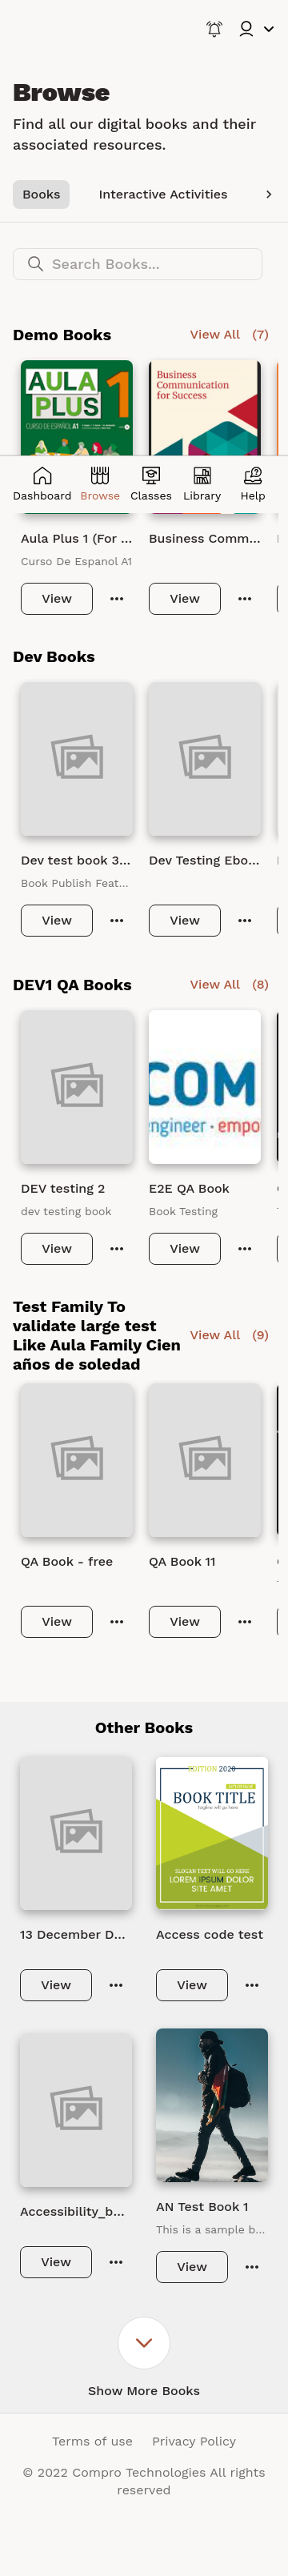 Browse
Find all our digital books and their
associated resources.
Books
Interactive Activities
Search Books...
Demo Books
View All (7)
AULA
PLUS 1
CURSO DE ESPAÑOL A1
Business
Communication
for Success
Dashboard
Browse
Classes
Library
Help
Aula Plus 1 (For ...
Business Comm...
Curso De Espanol A1
View
View
Dev Books
Dev test book 3...
Dev Testing Ebo...
Book Publish Feat...
View
View
DEV1 QA Books
View All (8)
COM
engineer • empo
DEV testing 2
E2E QA Book
dev testing book
Book Testing
View
View
Test Family To
validate large test
Like Aula Family Cien
años de soledad
View All (9)
QA Book - free
QA Book 11
View
View
Other Books
EDITION 2020
BOOK TITLE
Tagline will go here
SLOGAN TEXT WILL GO HERE
LOREM IPSUM DOLOR
SITE AMET
13 December D...
Access code test
View
View
Accessibility_b...
AN Test Book 1
This is a sample b...
View
View
Show More Books
Terms of use
Privacy Policy
© 2022 Compro Technologies All rights
reserved